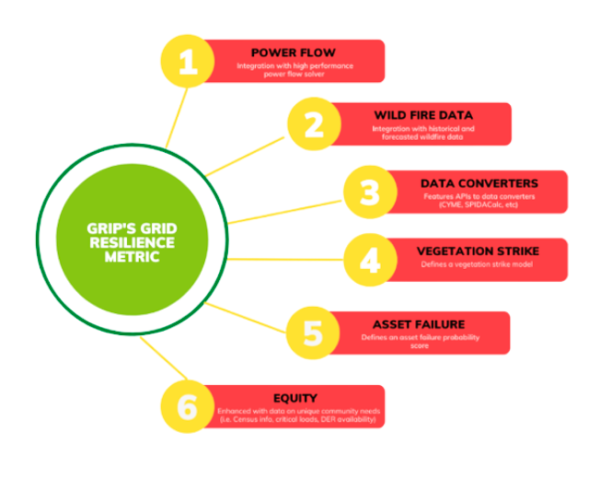 1
POWER FLOW
Integration with high performance
power flow solver
2
WILD FIRE DATA
Integration with historical and
forecasted wildfire data
3
DATA CONVERTERS
Features APIs to data converters
(CYME, SPIDACalc, etc)
GRIP'S GRID
RESILIENCE
METRIC
4
VEGETATION STRIKE
Defines a vegetation strike model
5
ASSET FAILURE
Defines an asset failure probability
score
6
EQUITY
Enhanced with data on unique community needs
(i.e. Census info, critical loads, DER availability)